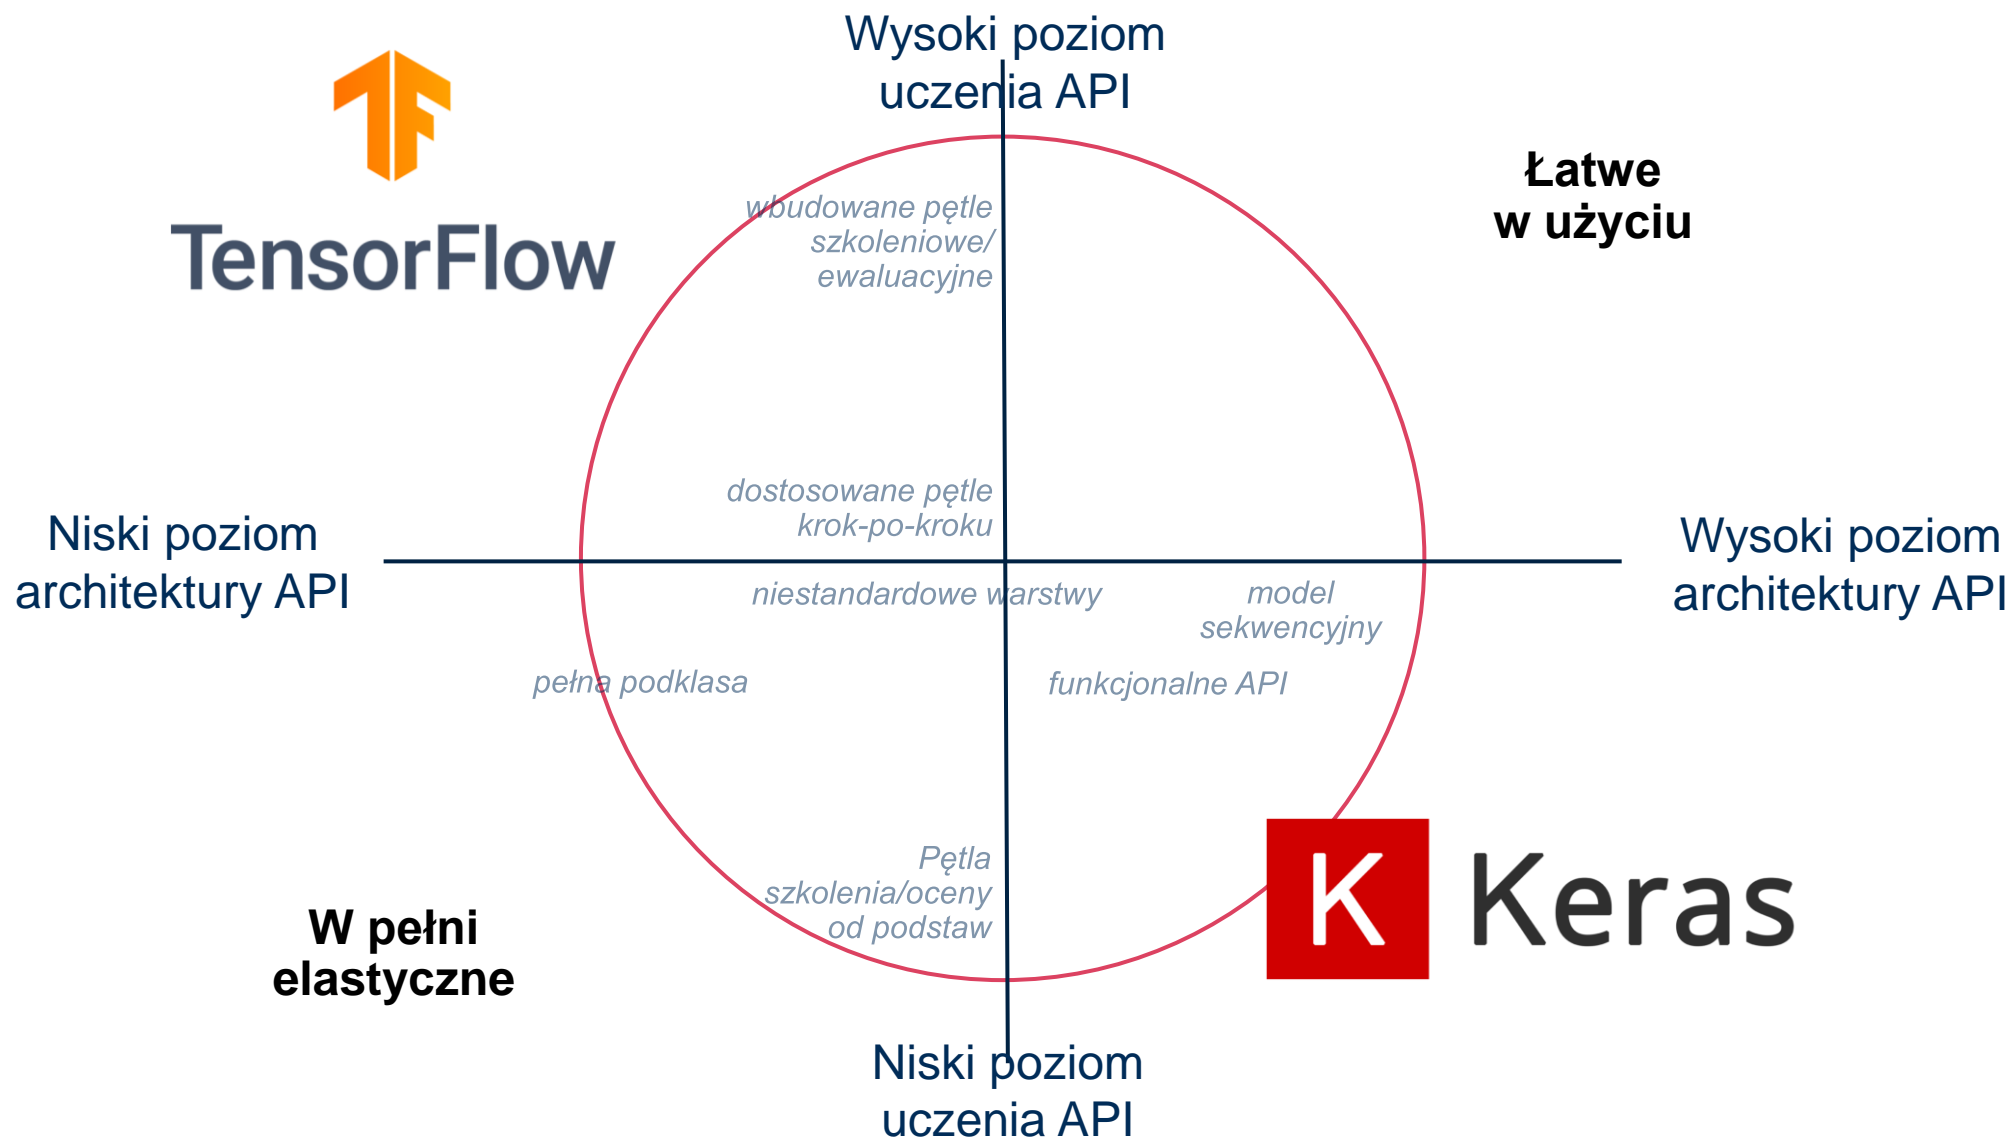 Wysoki poziom
uczenia API
TensorFlow
Łatwe
w użyciu
wbudowane pętle
szkoleniowe/
ewaluacyjne
dostosowane pętle
krok-po-kroku
Niski poziom
architektury API
Wysoki poziom
architektury API
niestandardowe warstwy
model
sekwencyjny
pełna podklasa
funkcjonalne API
Pętla
szkolenia/oceny
od podstaw
K Keras
W pełni
elastyczne
Niski poziom
uczenia API